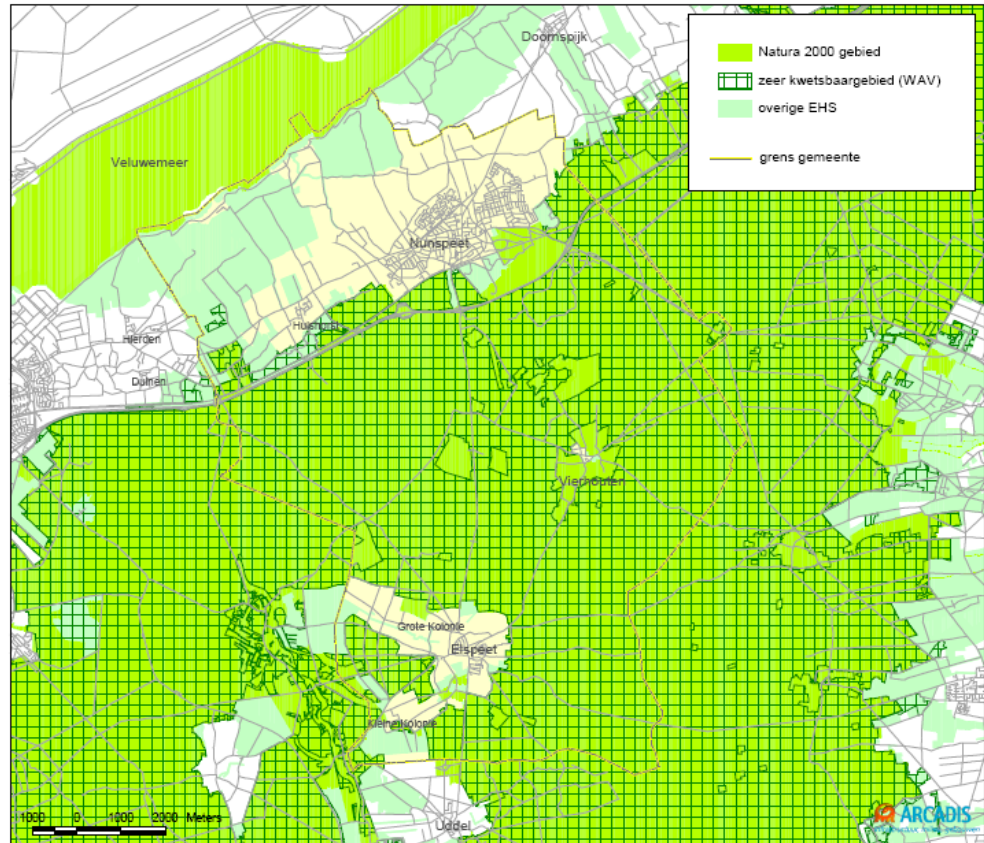 Doornspijk
Natura 2000 gebied
zeer kwetsbaargebied (WAV)
overige EHS
grens gemeente
Veluwemeer
Nunspeet
Hulshorst
Hierden
Duinen
Vierhouten
Grote Kolonie
Elspeet
Kleine Kolonie
1000 0 1000 2000 Meters
Uddel
ARCADIS